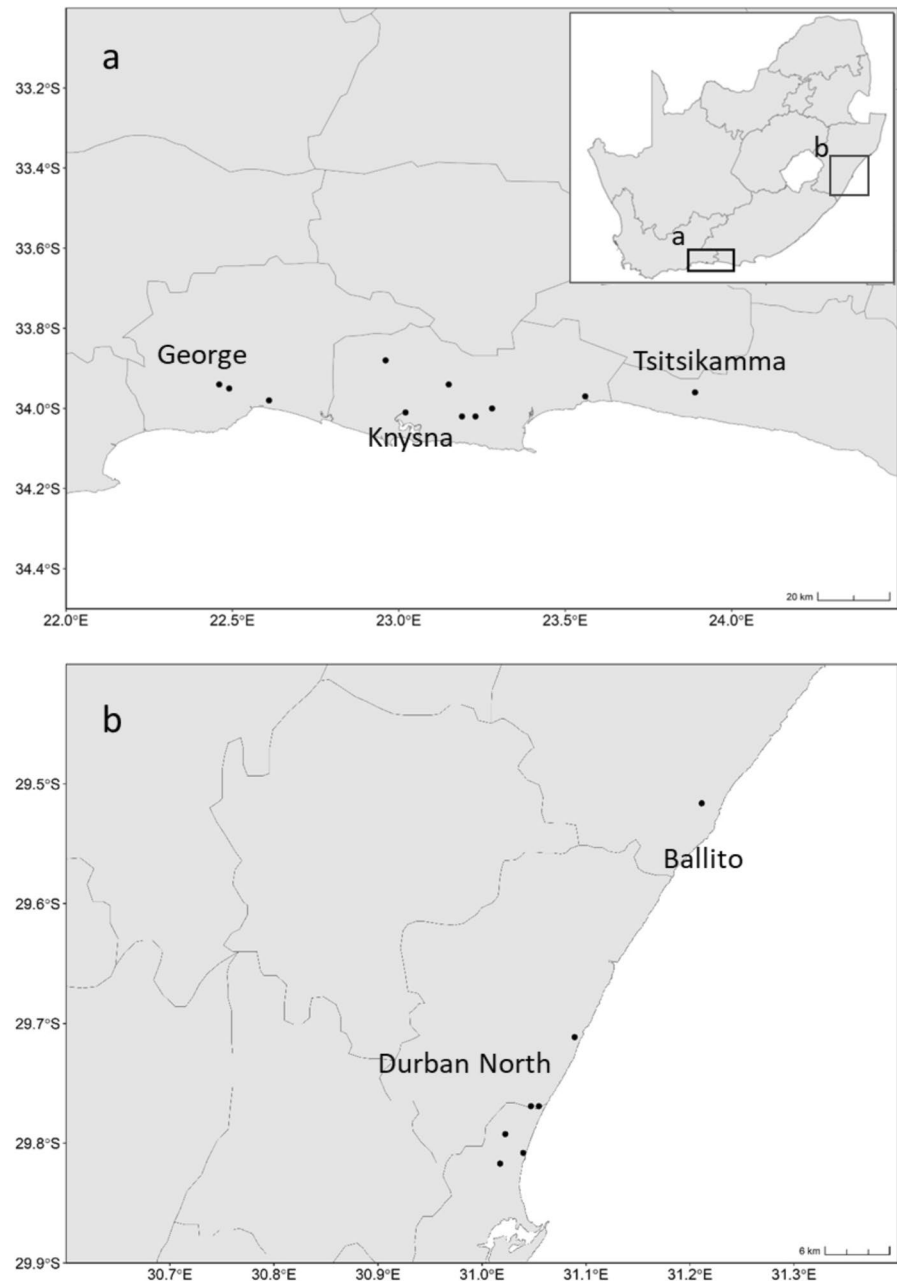 a
33.2°S
33.4°S
33.6°S
33.8°S
34.0°S
34.2°S
34.4°S
b
a
George
Tsitsikamma
Knysna
20 km
22.0°E
22.5°E
23.0°E
23.5°E
24.0°E
b
29.5°S
29.6°S
29.7°S
29.8°S
29.9°S
Ballito
Durban North
6 km
30.7°E
30.8°E
30.9°E
31.0°E
31.1°E
31.2°E
31.3°E